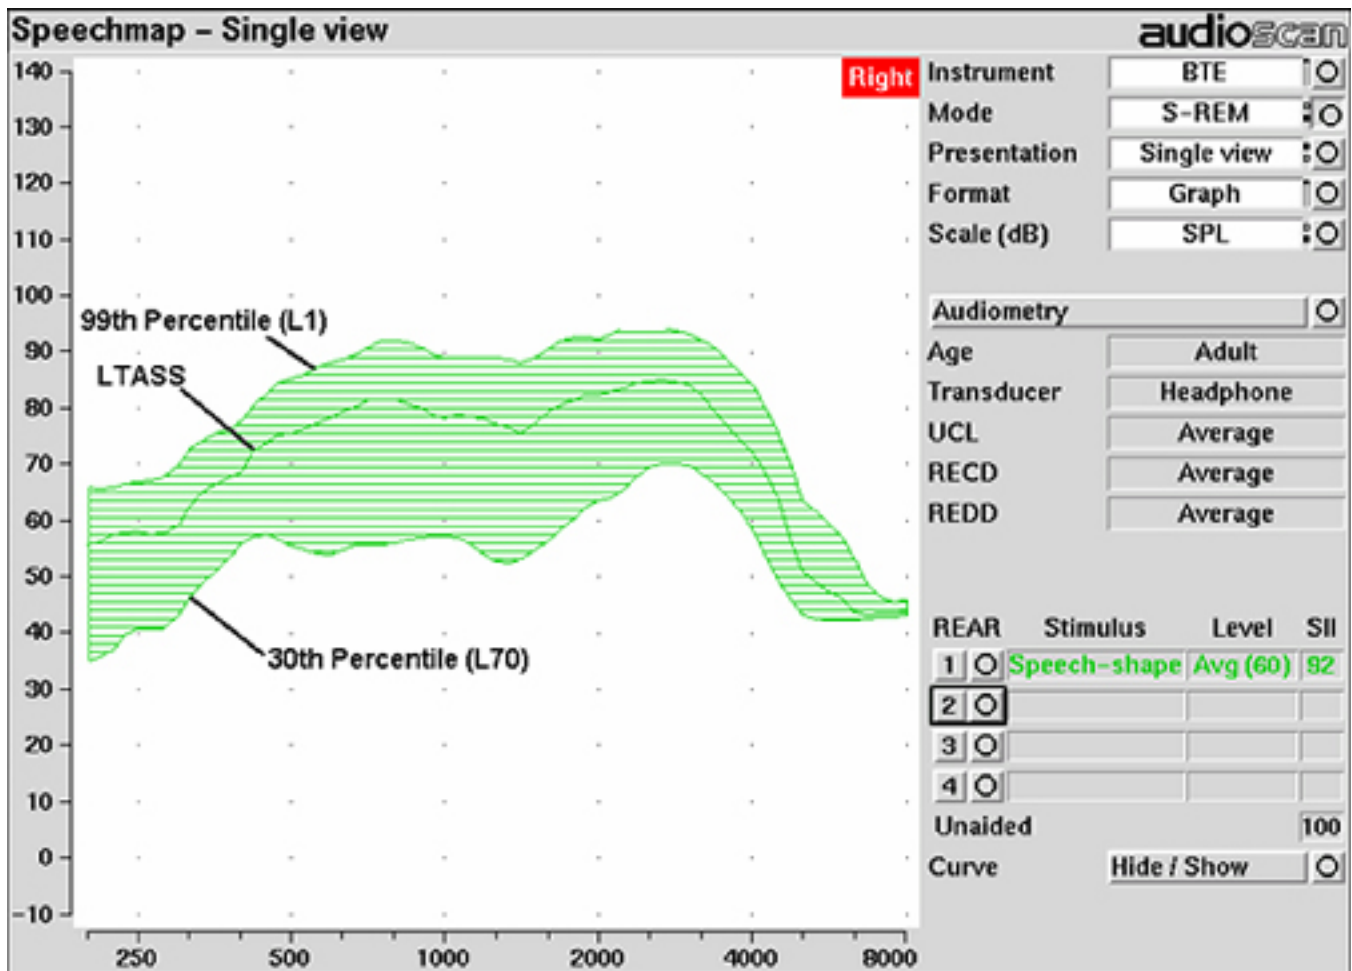 Speechmap – Single view
audioscan
140
130
120
110
100
90
80
70
60
50
40
30
20
10
0
-10
Right
99th Percentile (L1)
LTASS
30th Percentile (L70)
250 500 1000 2000 4000 8000
Instrument BTE
Mode S-REM
Presentation Single view
Format Graph
Scale (dB) SPL
Audiometry
Age Adult
Transducer Headphone
UCL Average
RECD Average
REDD Average
REAR Stimulus Level SII
1 Speech-shape Avg (60) 92
2
3
4
Unaided 100
Curve Hide / Show